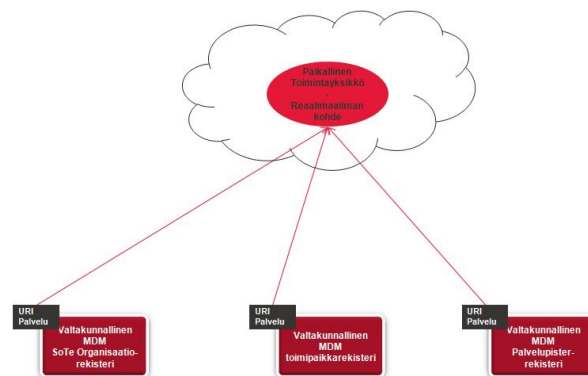 Paikallinen
Toimintayksikkö
-
Reaalimaailman
kohde
URI
Palvelu
Valtakunnallinen
MDM
SoTe Organisaatio-
rekisteri
URI
Palvelu
Valtakunnallinen
MDM
toimipaikkarekisteri
URI
Palvelu
Valtakunnallinen
MDM
Palvelupister-
rekisteri